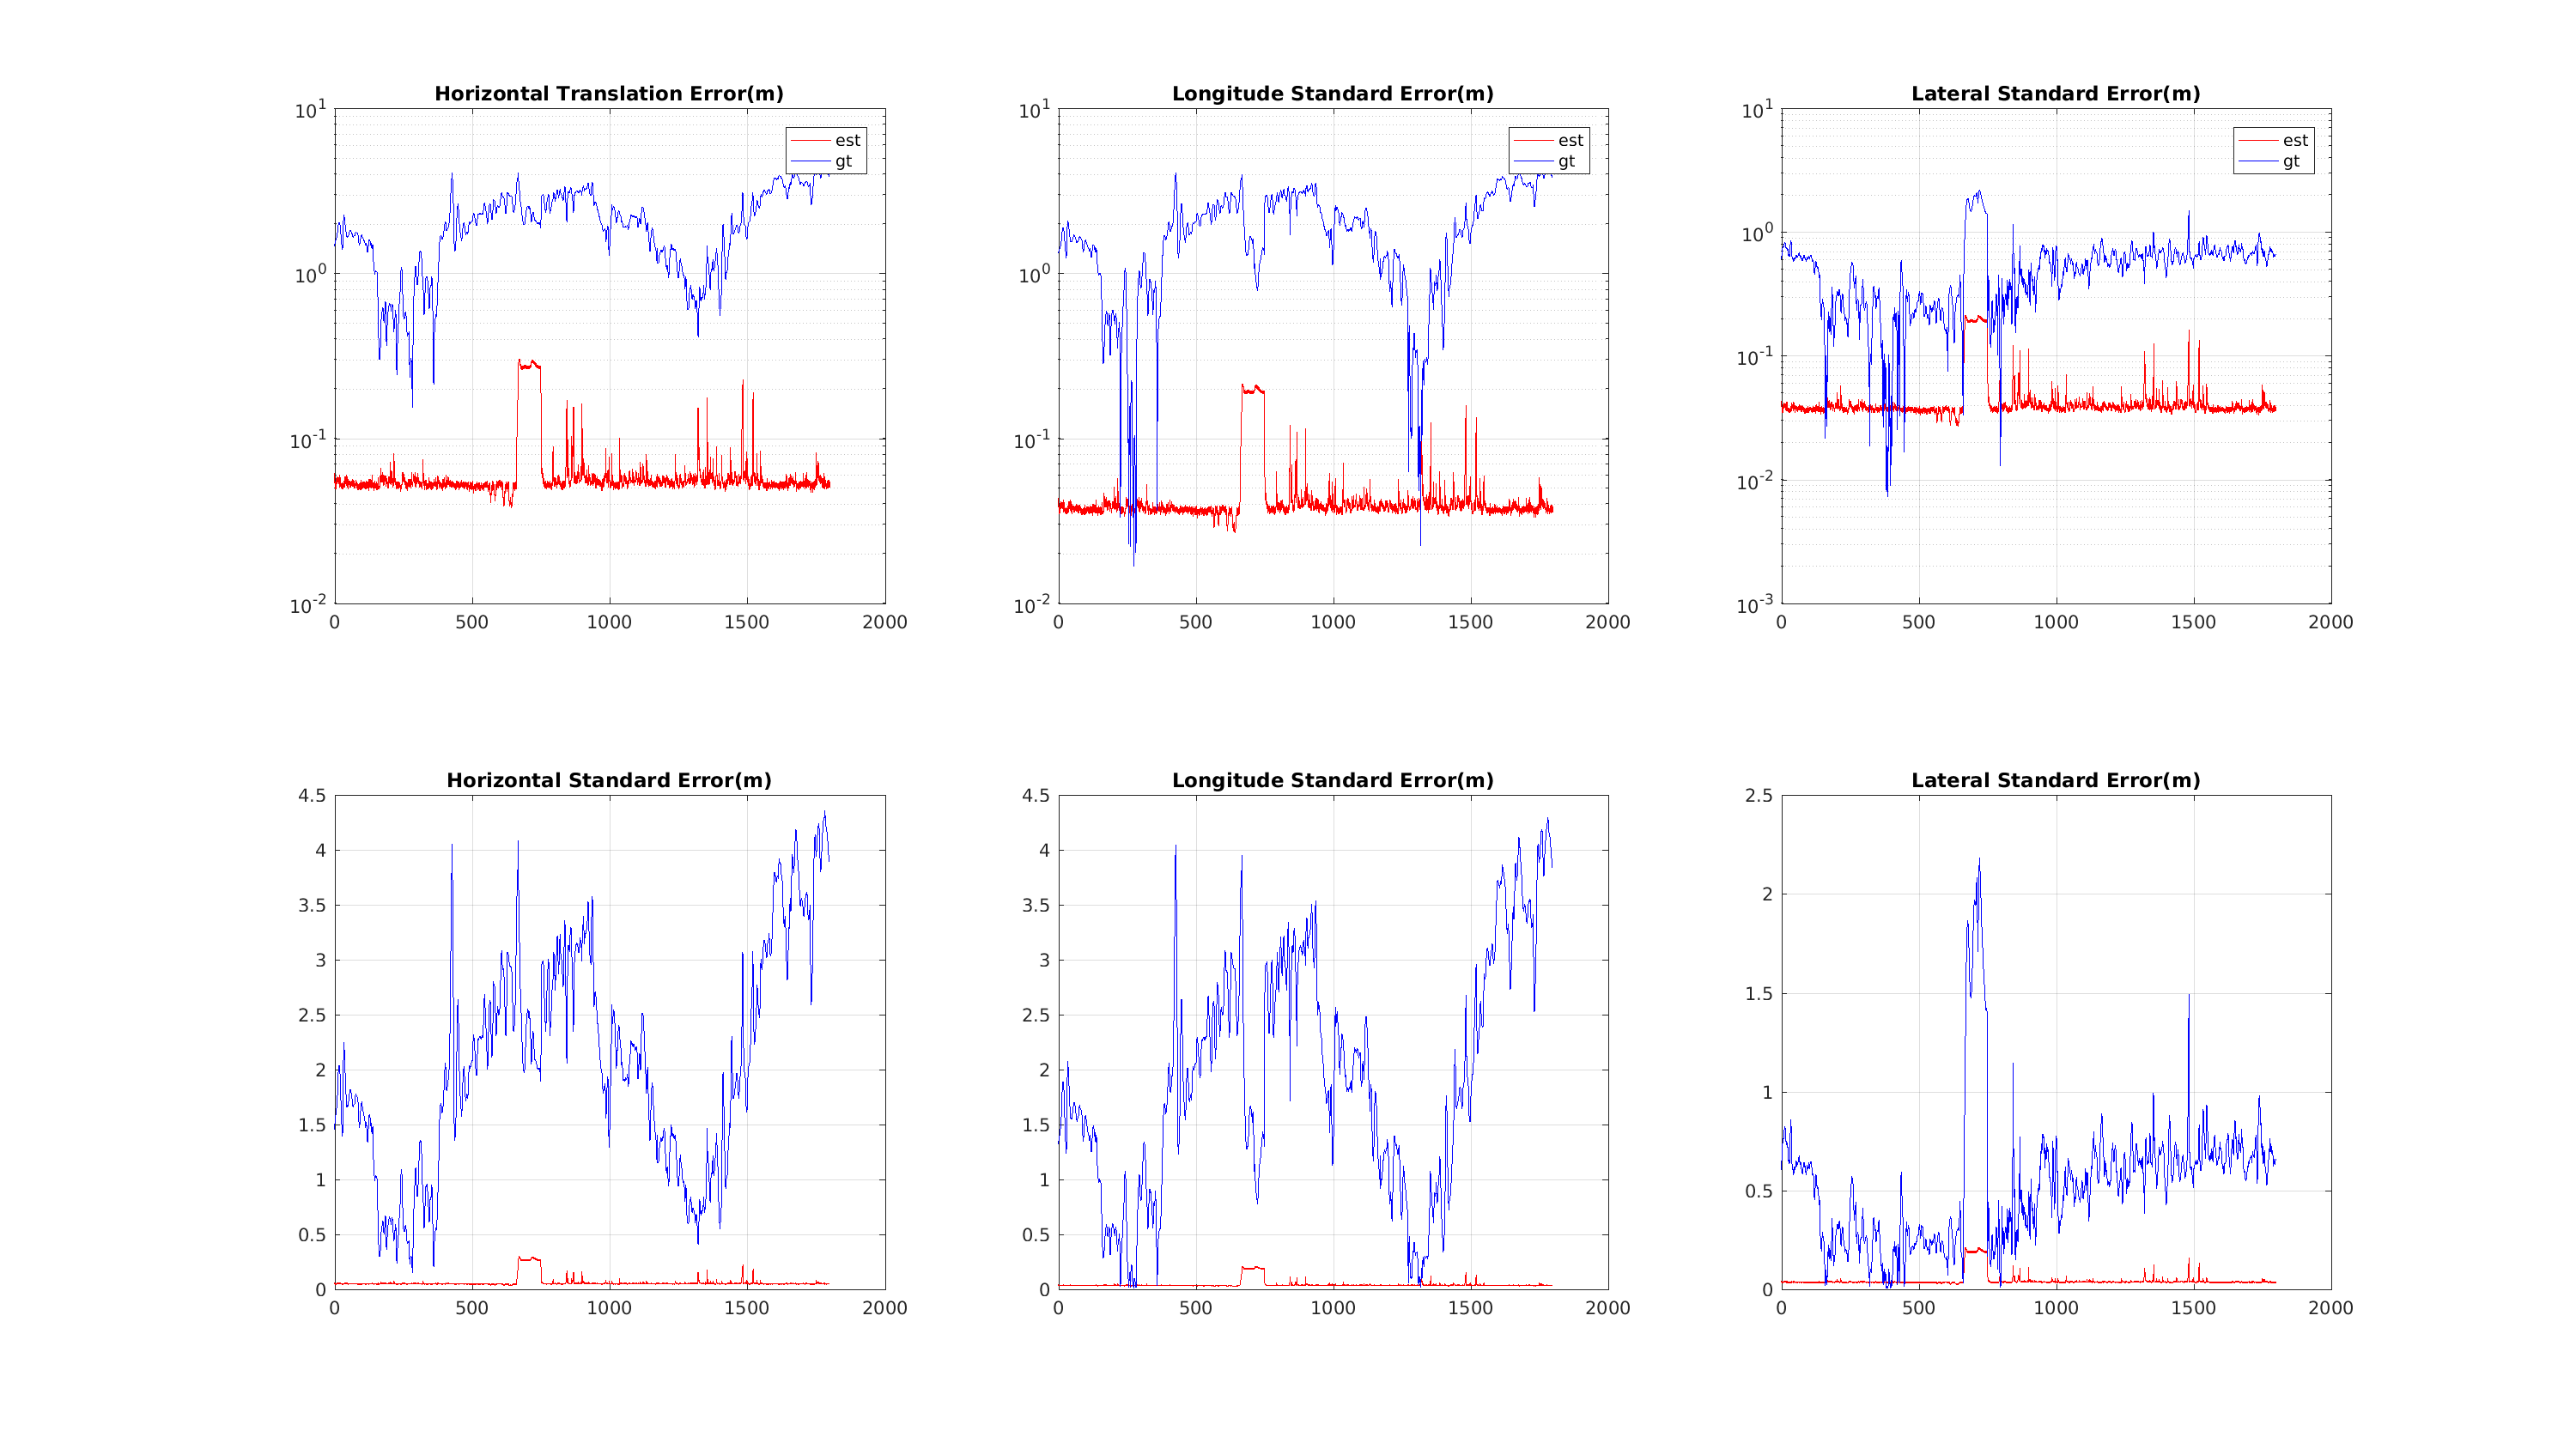 Horizontal Translation Error(m)
10^1
10^0
10^-1
10^-2
0 500 1000 1500 2000
est
gt
Longitude Standard Error(m)
10^1
10^0
10^-1
10^-2
0 500 1000 1500 2000
est
gt
Lateral Standard Error(m)
10^1
10^0
10^-1
10^-2
10^-3
0 500 1000 1500 2000
est
gt
Horizontal Standard Error(m)
4.5
4
3.5
3
2.5
2
1.5
1
0.5
0
0 500 1000 1500 2000
Longitude Standard Error(m)
4.5
4
3.5
3
2.5
2
1.5
1
0.5
0
0 500 1000 1500 2000
Lateral Standard Error(m)
2.5
2
1.5
1
0.5
0
0 500 1000 1500 2000